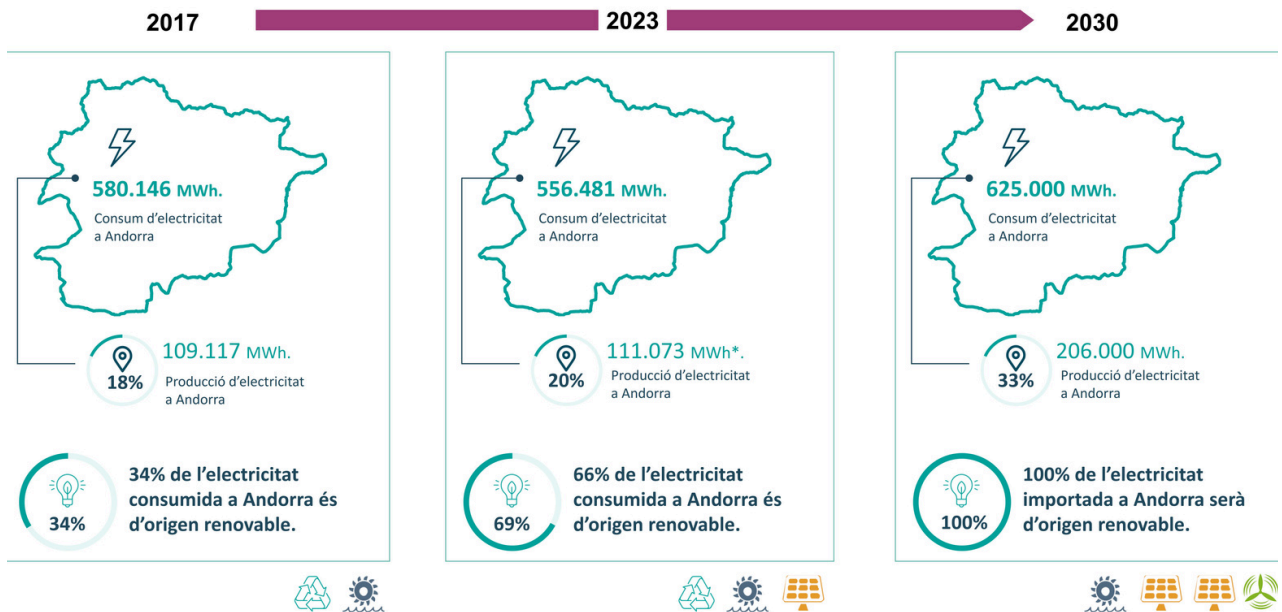 2017
2023
2030
580.146 MWh.
Consum d’electricitat
a Andorra
109.117 MWh.
18%
Producció d’electricitat
a Andorra
34% de l’electricitat
consumida a Andorra és
d’origen renovable.
34%
556.481 MWh.
Consum d’electricitat
a Andorra
111.073 MWh*.
20%
Producció d’electricitat
a Andorra
66% de l’electricitat
consumida a Andorra és
d’origen renovable.
69%
625.000 MWh.
Consum d’electricitat
a Andorra
206.000 MWh.
33%
Producció d’electricitat
a Andorra
100% de l’electricitat
importada a Andorra serà
d’origen renovable.
100%